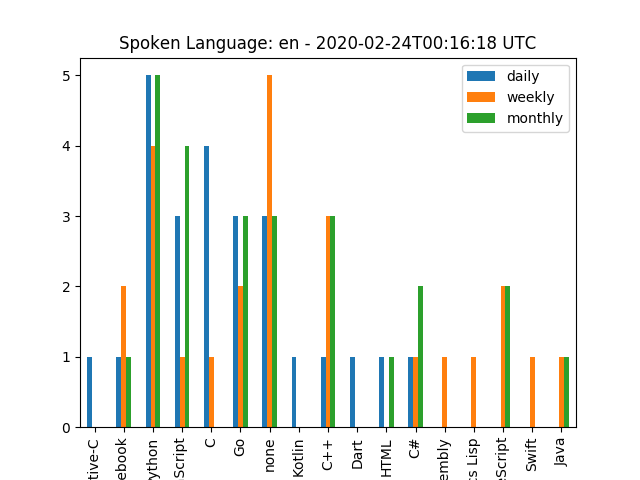 Spoken Language: en - 2020-02-24T00:16:18 UTC
daily
weekly
monthly
5
4
3
2
1
0
tive-C
ebook
ython
Script
C
Go
none
Kotlin
C++
Dart
HTML
C#
embly
s Lisp
eScript
Swift
Java